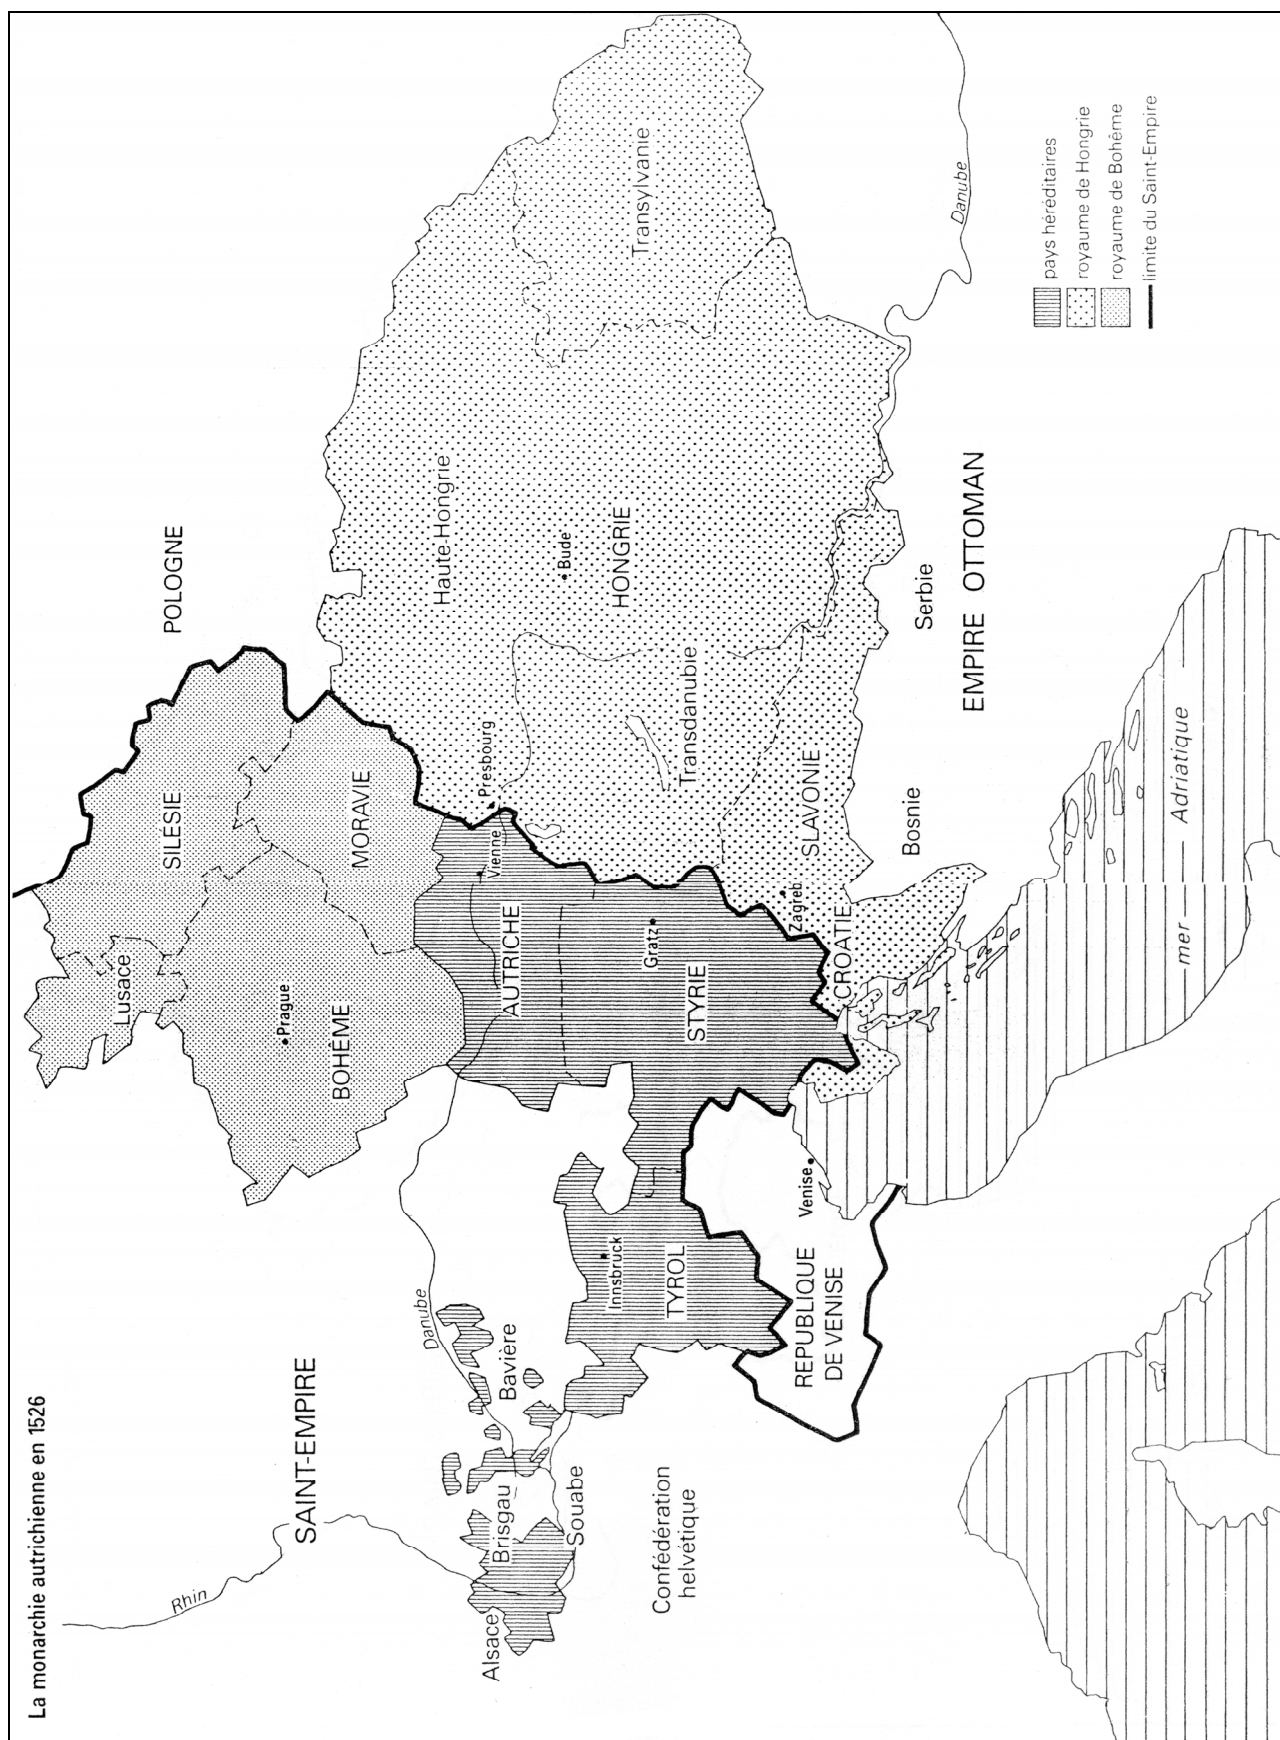 La monarchie autrichienne en 1526
SAINT-EMPIRE
POLOGNE
Rhin
Danube
Lusace
SILÉSIE
Prague
BOHÊME
MORAVIE
Haute-Hongrie
Transylvanie
Alsace
Brisgau
Souabe
Bavière
AUTRICHE
Vienne
Presbourg
Bude
HONGRIE
Confédération
helvétique
Innsbruck
TYROL
Gratz
STYRIE
Transdanubie
REPUBLIQUE
DE VENISE
Venise
Zagreb
CROATIE
SLAVONIE
Bosnie
Serbie
EMPIRE OTTOMAN
Danube
mer
Adriatique
pays héréditaires
royaume de Hongrie
royaume de Bohême
limite du Saint-Empire